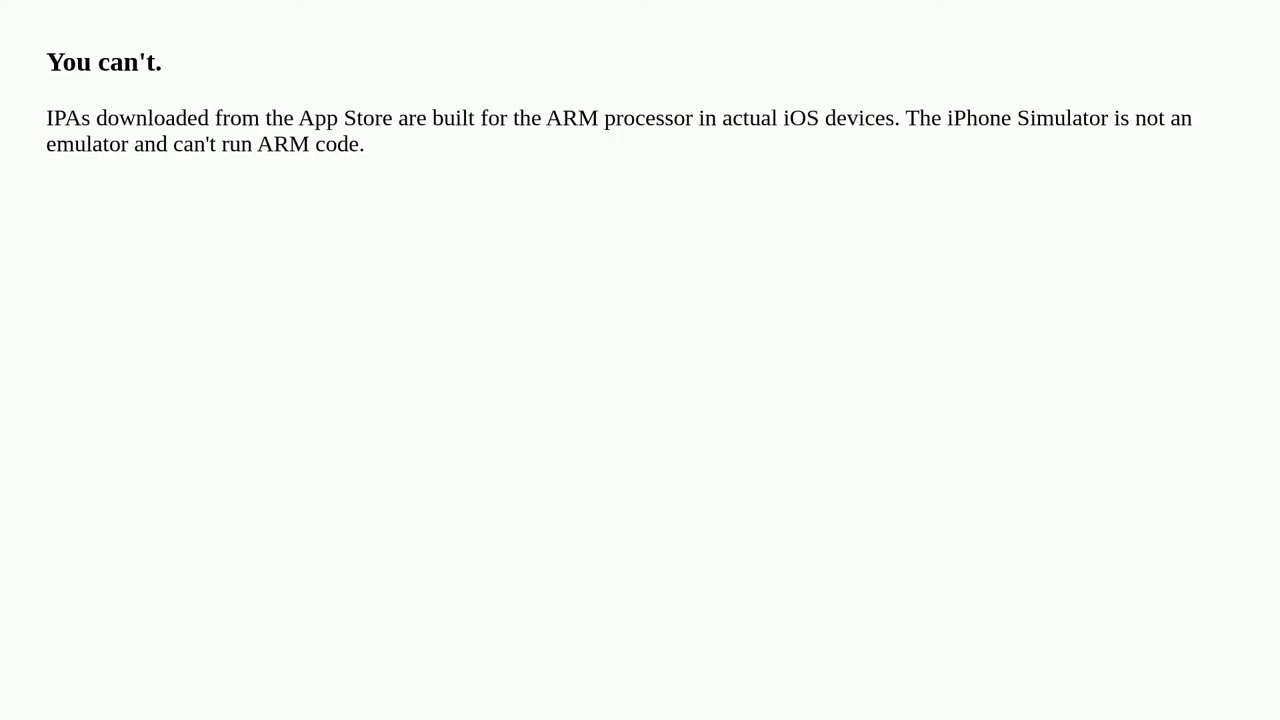 You can't.
IPAs downloaded from the App Store are built for the ARM processor in actual iOS devices. The iPhone Simulator is not an
emulator and can't run ARM code.